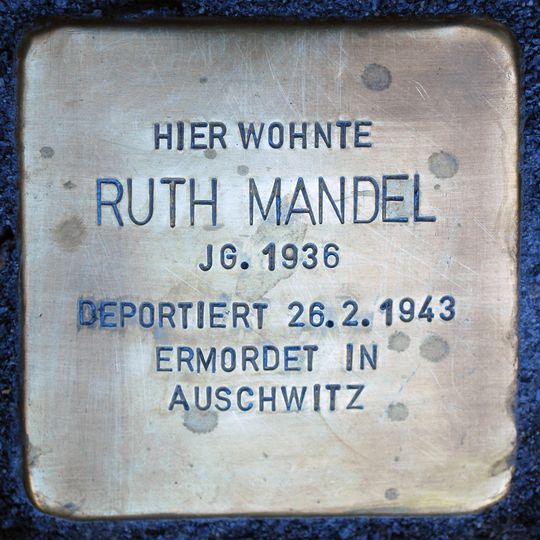 HIER WOHNTE
RUTH MANDEL
JG. 1936
DEPORTIERT 26.2.1943
ERMORDET IN
AUSCHWITZ